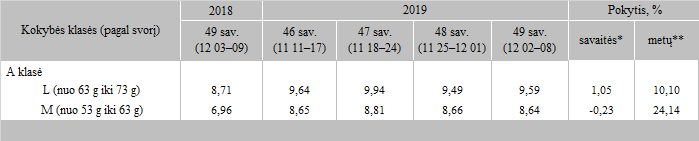 Kokybės klasės (pagal svorį) 2018 2019 Pokytis, %
49 sav. (12 03–09) 46 sav. (11 11–17) 47 sav. (11 18–24) 48 sav. (11 25–12 01) 49 sav. (12 02–08) savaitės* metų**
A klasė
L (nuo 63 g iki 73 g) 8,71 9,64 9,94 9,49 9,59 1,05 10,10
M (nuo 53 g iki 63 g) 6,96 8,65 8,81 8,66 8,64 -0,23 24,14